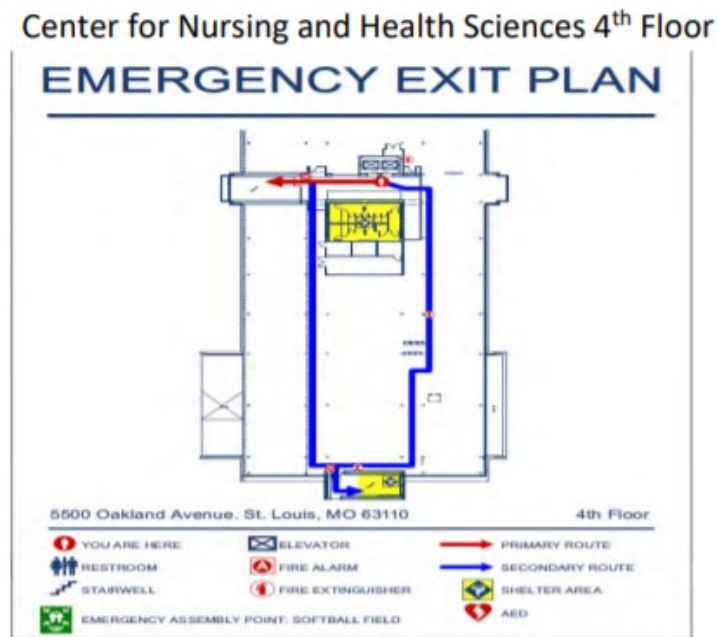 Center for Nursing and Health Sciences 4th Floor
EMERGENCY EXIT PLAN
5500 Oakland Avenue. St. Louis, MO 63110 4th Floor
YOU ARE HERE ELEVATOR PRIMARY ROUTE
RESTROOM FIRE ALARM SECONDARY ROUTE
STAIRWELL FIRE EXTINGUISHER SHELTER AREA
EMERGENCY ASSEMBLY POINT: SOFTBALL FIELD AED